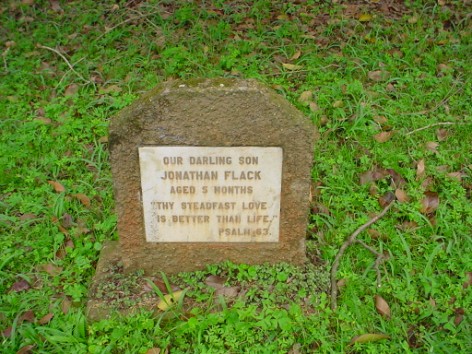 OUR DARLING SON
JONATHAN FLACK
AGED 5 MONTHS
"THY STEADFAST LOVE
IS BETTER THAN LIFE."
PSALM 63.